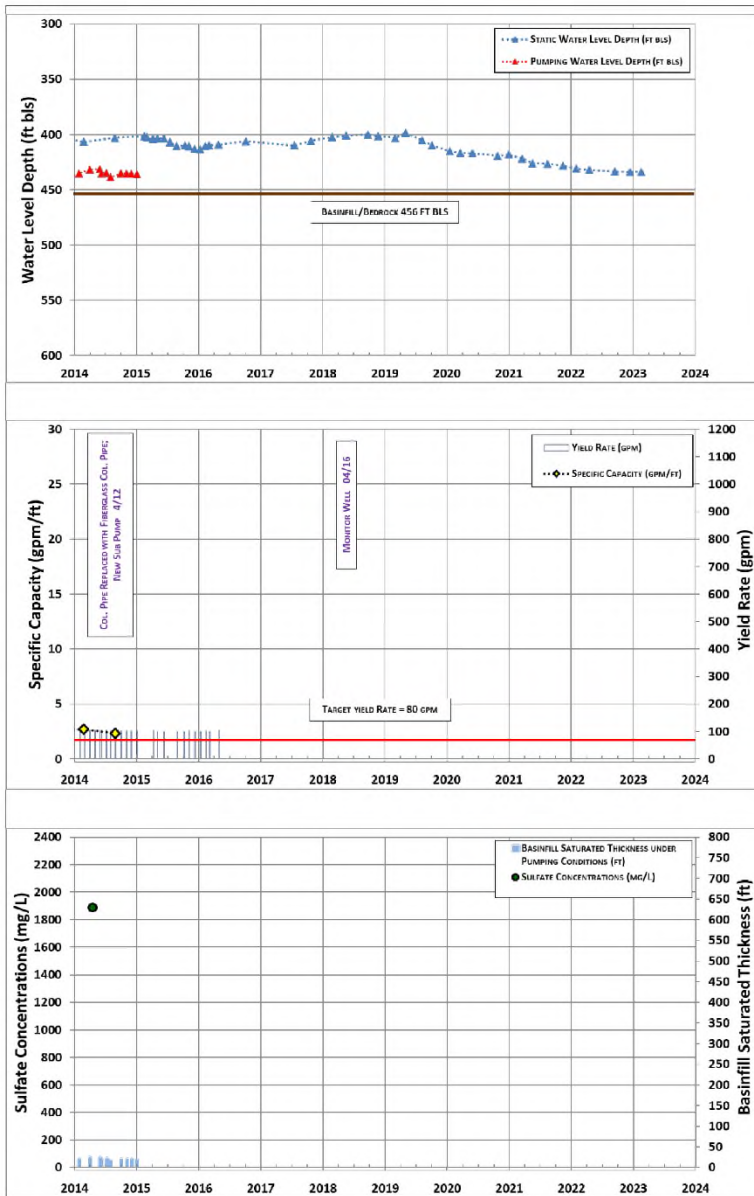 300
350
400
450
500
550
600
Water Level Depth (ft bls)
Static Water Level Depth (ft bls)
Pumping Water Level Depth (ft bls)
Basinfill/Bedrock 456 ft bls
2014 2015 2016 2017 2018 2019 2020 2021 2022 2023 2024
30
25
20
15
10
5
0
Specific Capacity (gpm/ft)
Col. Pipe Replaced with Fiberglass Col. Pipe;
New Sub Pump 4/12
Monitor Well 04/16
Yield Rate (gpm)
Specific Capacity (gpm/ft)
Target yield Rate = 80 gpm
1200
1100
1000
900
800
700
600
500
400
300
200
100
0
Yield Rate (gpm)
2014 2015 2016 2017 2018 2019 2020 2021 2022 2023 2024
2400
2200
2000
1800
1600
1400
1200
1000
800
600
400
200
0
Sulfate Concentrations (mg/L)
Basinfill Saturated Thickness under
Pumping Conditions (ft)
Sulfate Concentrations (mg/L)
800
750
700
650
600
550
500
450
400
350
300
250
200
150
100
50
0
Basinfill Saturated Thickness (ft)
2014 2015 2016 2017 2018 2019 2020 2021 2022 2023 2024